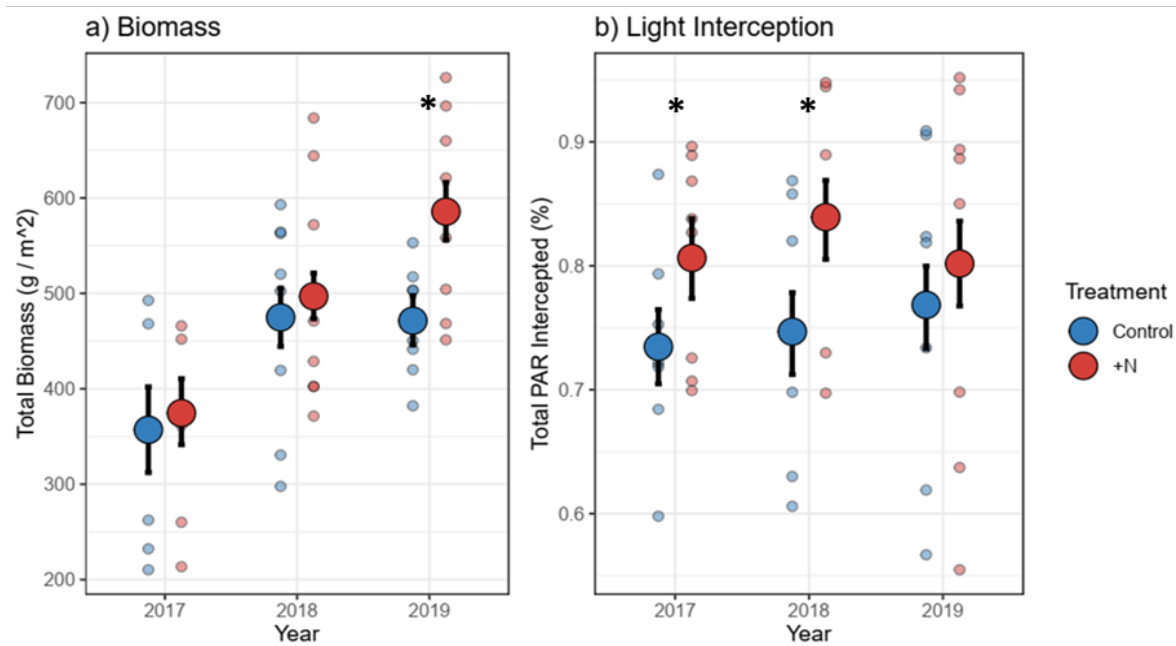 a) Biomass
Total Biomass (g / m^2)
700
600
500
400
300
200
*
2017
2018
2019
Year
b) Light Interception
Total PAR Intercepted (%)
0.9
0.8
0.7
0.6
*
*
2017
2018
2019
Year
Treatment
Control
+N